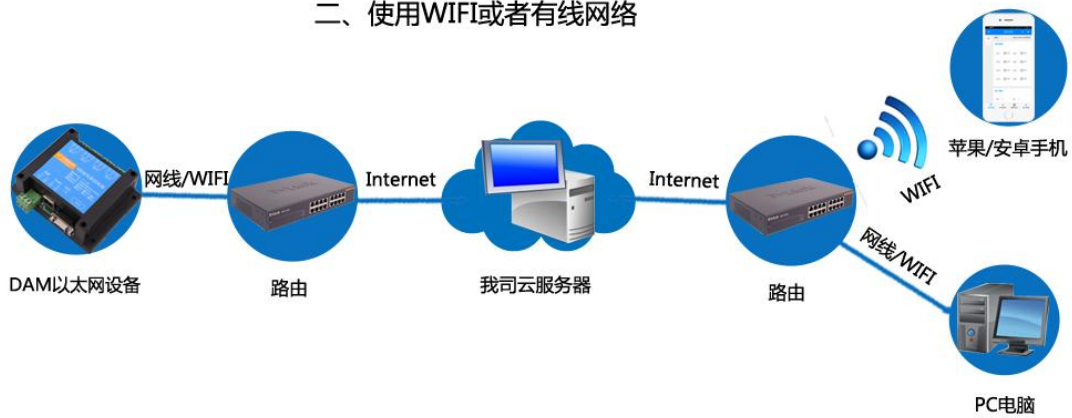 二、使用WIFI或者有线网络
网线/WIFI
Internet
Internet
WIFI
苹果/安卓手机
网线/WIFI
DAM以太网设备
路由
我司云服务器
路由
PC电脑